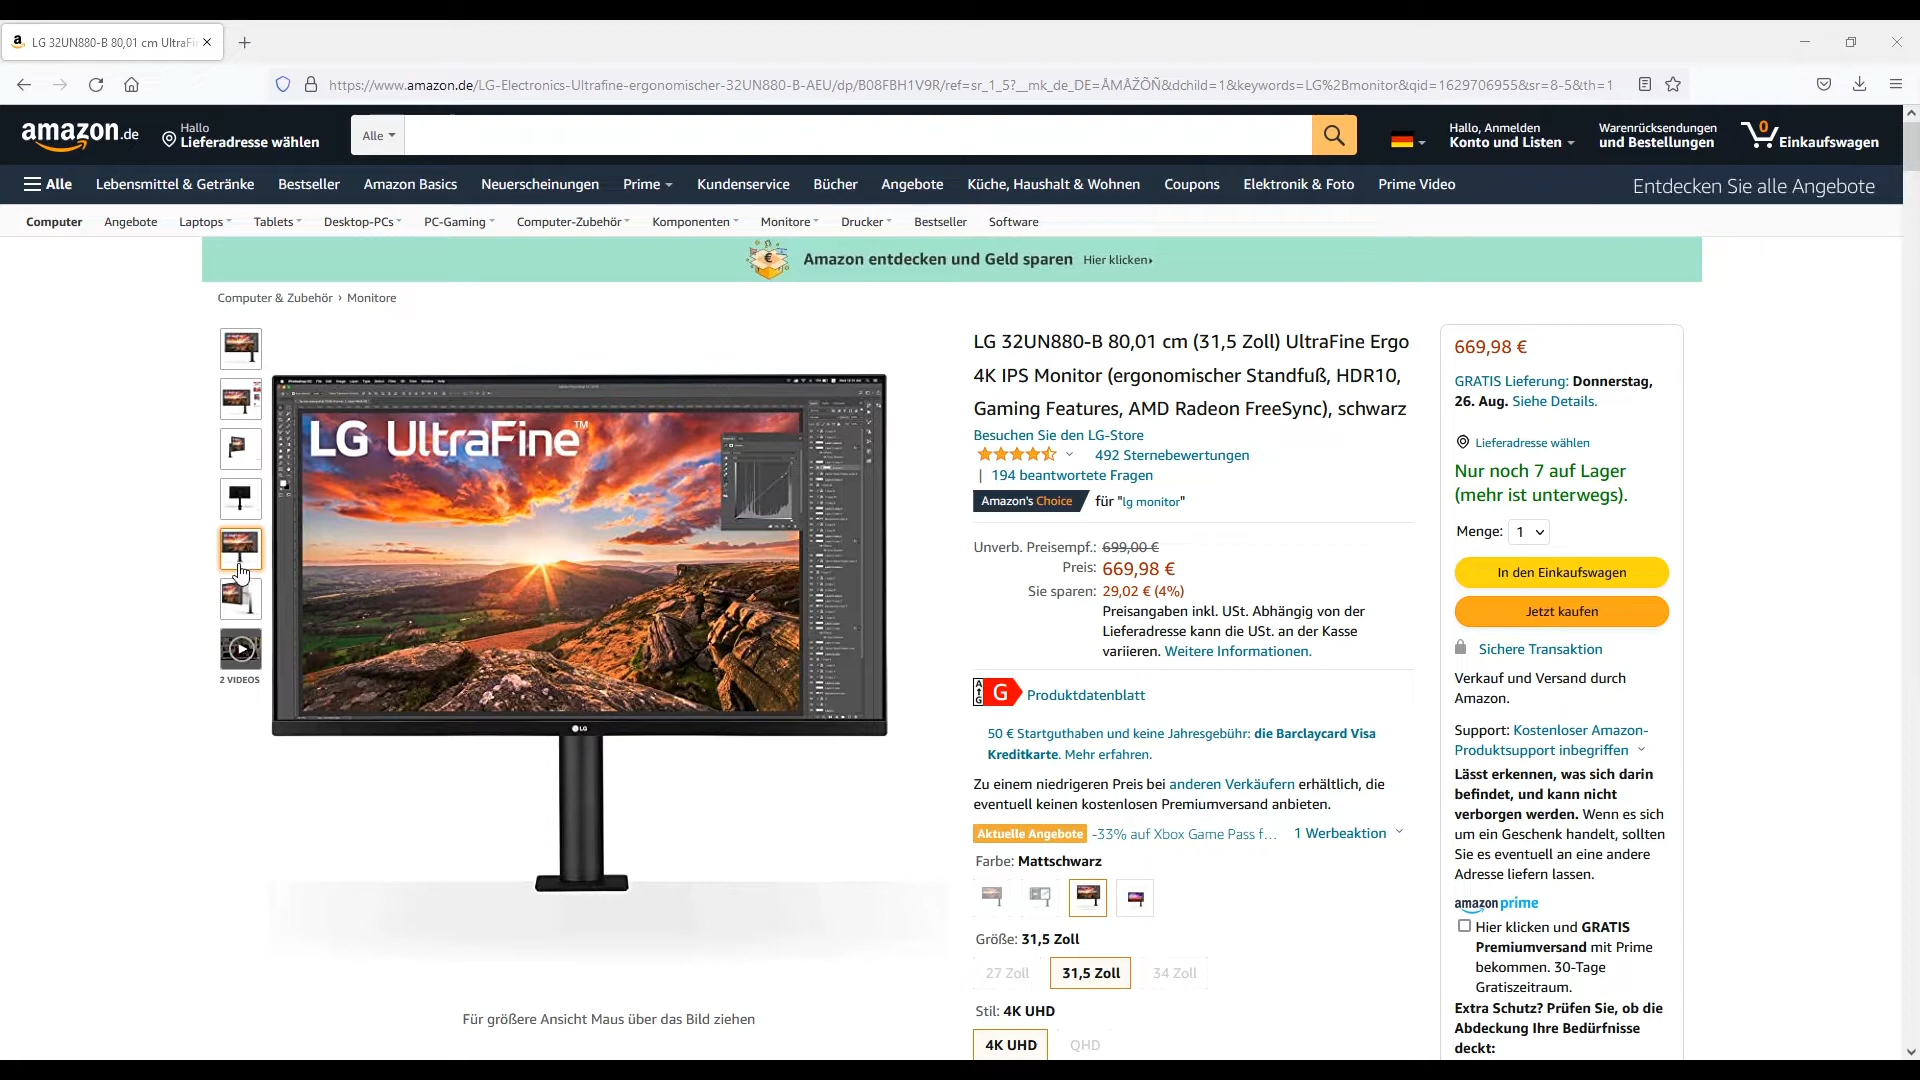 LG 32UN880-B 80,01 cm UltraFi
https://www.amazon.de/LG-Electronics-Ultrafine-ergonomischer-32UN880-B-AEU/dp/B08FBH1V9R/ref=sr_1_5?__mk_de_DE=ÅMÅŽÕÑ&dchild=1&keywords=LG%2Bmonitor&qid=1629706955&sr=8-5&th=1
amazon.de
Hallo
Lieferadresse wählen
Alle
Hallo, Anmelden
Konto und Listen
Warenrücksendungen
und Bestellungen
0
Einkaufswagen
Alle Lebensmittel & Getränke Bestseller Amazon Basics Neuerscheinungen Prime Kundenservice Bücher Angebote Küche, Haushalt & Wohnen Coupons Elektronik & Foto Prime Video Entdecken Sie alle Angebote
Computer Angebote Laptops Tablets Desktop-PCs PC-Gaming Computer-Zubehör Komponenten Monitore Drucker Bestseller Software
Amazon entdecken und Geld sparen Hier klicken›
Computer & Zubehör › Monitore
2 VIDEOS
LG UltraFine™
LG
Für größere Ansicht Maus über das Bild ziehen
LG 32UN880-B 80,01 cm (31,5 Zoll) UltraFine Ergo
4K IPS Monitor (ergonomischer Standfuß, HDR10,
Gaming Features, AMD Radeon FreeSync), schwarz
Besuchen Sie den LG-Store
492 Sternebewertungen
| 194 beantwortete Fragen
Amazon's Choice für "lg monitor"
Unverb. Preisempf.: 699,00 €
Preis: 669,98 €
Sie sparen: 29,02 € (4%)
Preisangaben inkl. USt. Abhängig von der
Lieferadresse kann die USt. an der Kasse
variieren. Weitere Informationen.
A G G Produktdatenblatt
50 € Startguthaben und keine Jahresgebühr: die Barclaycard Visa
Kreditkarte. Mehr erfahren.
Zu einem niedrigeren Preis bei anderen Verkäufern erhältlich, die
eventuell keinen kostenlosen Premiumversand anbieten.
Aktuelle Angebote -33% auf Xbox Game Pass f… 1 Werbeaktion
Farbe: Mattschwarz
Größe: 31,5 Zoll
27 Zoll 31,5 Zoll 34 Zoll
Stil: 4K UHD
4K UHD QHD
669,98 €
GRATIS Lieferung: Donnerstag,
26. Aug. Siehe Details.
Lieferadresse wählen
Nur noch 7 auf Lager
(mehr ist unterwegs).
Menge: 1
In den Einkaufswagen
Jetzt kaufen
Sichere Transaktion
Verkauf und Versand durch
Amazon.
Support: Kostenloser Amazon-
Produktsupport inbegriffen
Lässt erkennen, was sich darin
befindet, und kann nicht
verborgen werden. Wenn es sich
um ein Geschenk handelt, sollten
Sie es eventuell an eine andere
Adresse liefern lassen.
amazon prime
Hier klicken und GRATIS
Premiumversand mit Prime
bekommen. 30-Tage
Gratiszeitraum.
Extra Schutz? Prüfen Sie, ob die
Abdeckung Ihre Bedürfnisse
deckt: